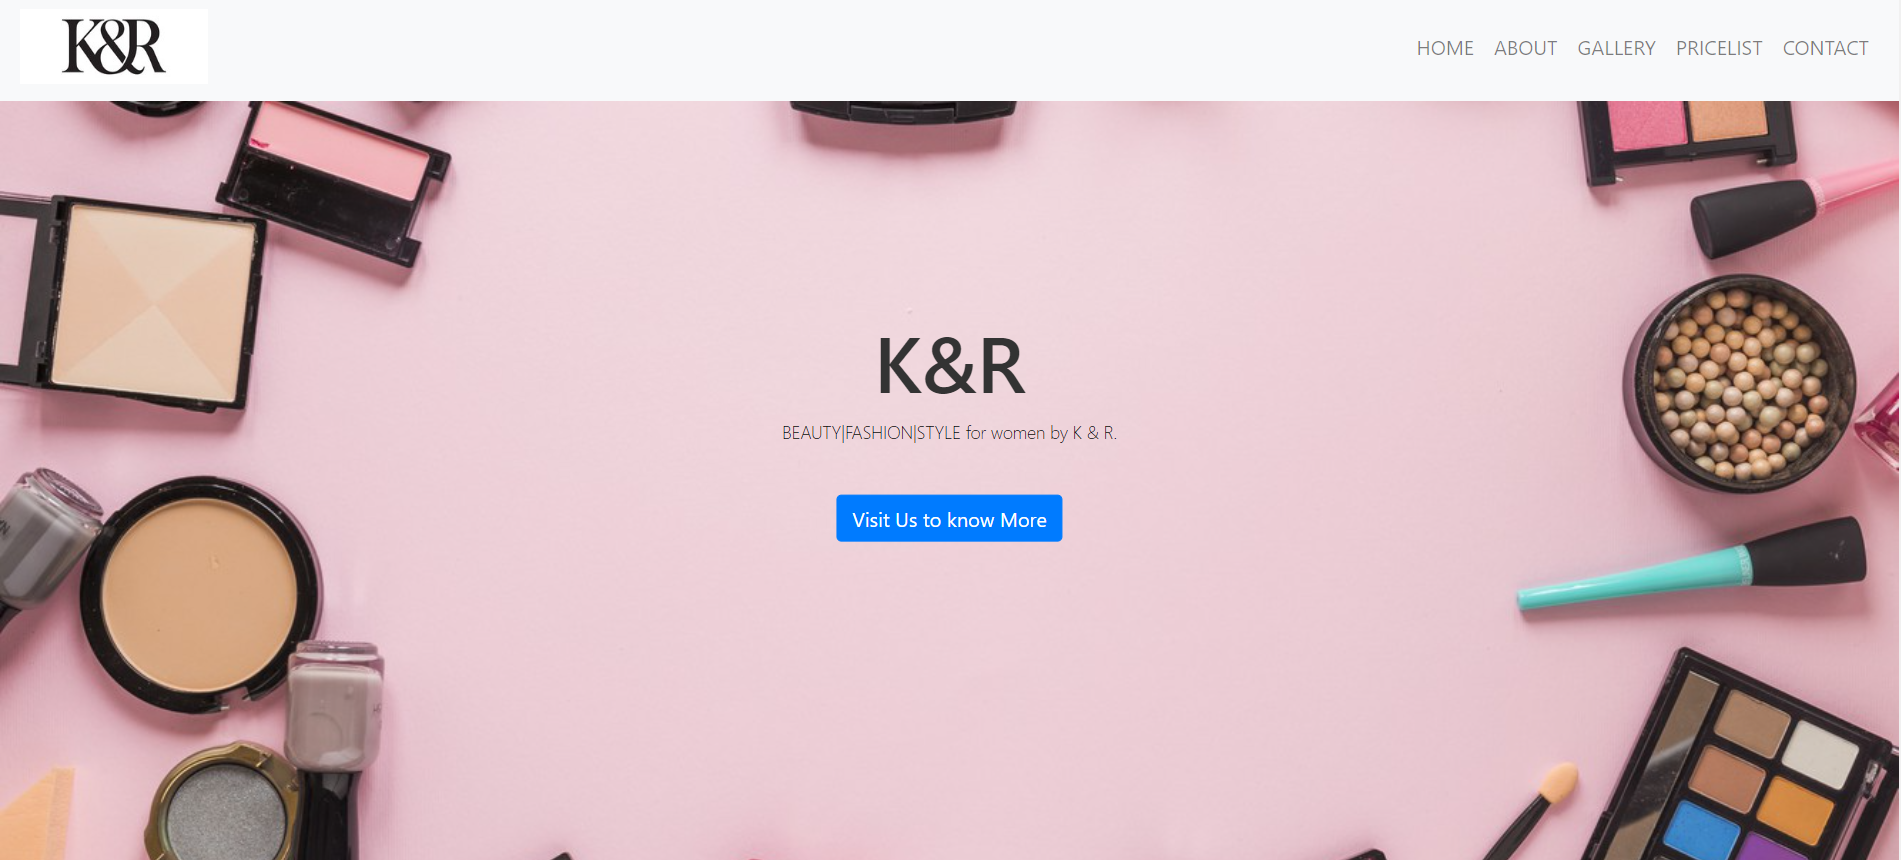 K&R
HOME ABOUT GALLERY PRICELIST CONTACT
K&R
BEAUTY|FASHION|STYLE for women by K & R.
Visit Us to know More